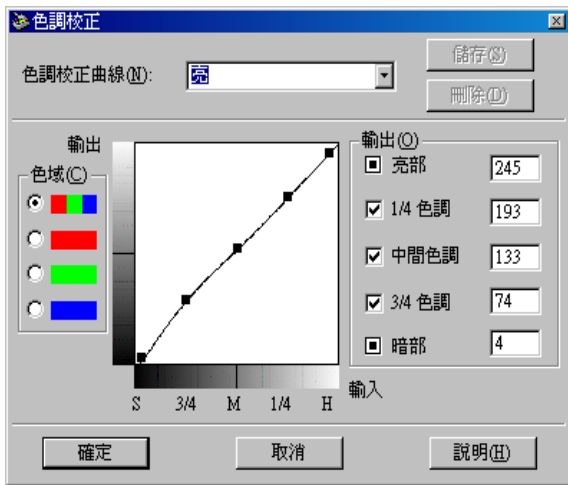 色調校正
色調校正曲線(N):
亮
儲存(S)
刪除(D)
輸出
色域(C)
輸出(O)
亮部 245
1/4 色調 193
中間色調 133
3/4 色調 74
暗部 4
輸入
S 3/4 M 1/4 H
確定
取消
說明(H)